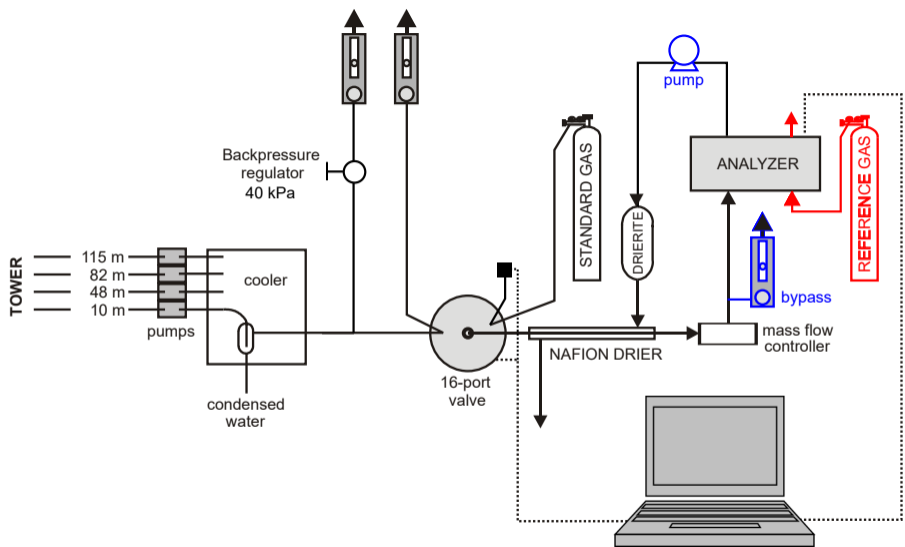 pump
Backpressure
regulator
40 kPa
STANDARD GAS
DRIERITE
ANALYZER
REFERENCE GAS
TOWER
115 m
82 m
48 m
10 m
pumps
cooler
condensed
water
16-port
valve
NAFION DRIER
bypass
mass flow
controller